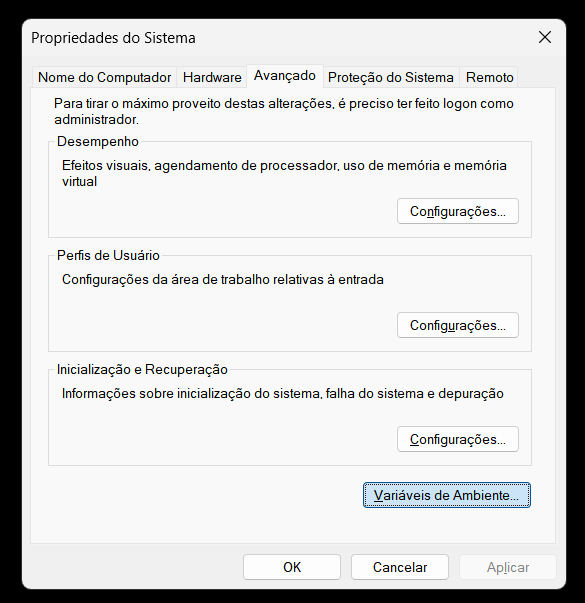 Propriedades do Sistema
Nome do Computador Hardware Avançado Proteção do Sistema Remoto
Para tirar o máximo proveito destas alterações, é preciso ter feito logon como
administrador.
Desempenho
Efeitos visuais, agendamento de processador, uso de memória e memória
virtual
Configurações...
Perfis de Usuário
Configurações da área de trabalho relativas à entrada
Configurações...
Inicialização e Recuperação
Informações sobre inicialização do sistema, falha do sistema e depuração
Configurações...
Variáveis de Ambiente...
OK Cancelar Aplicar